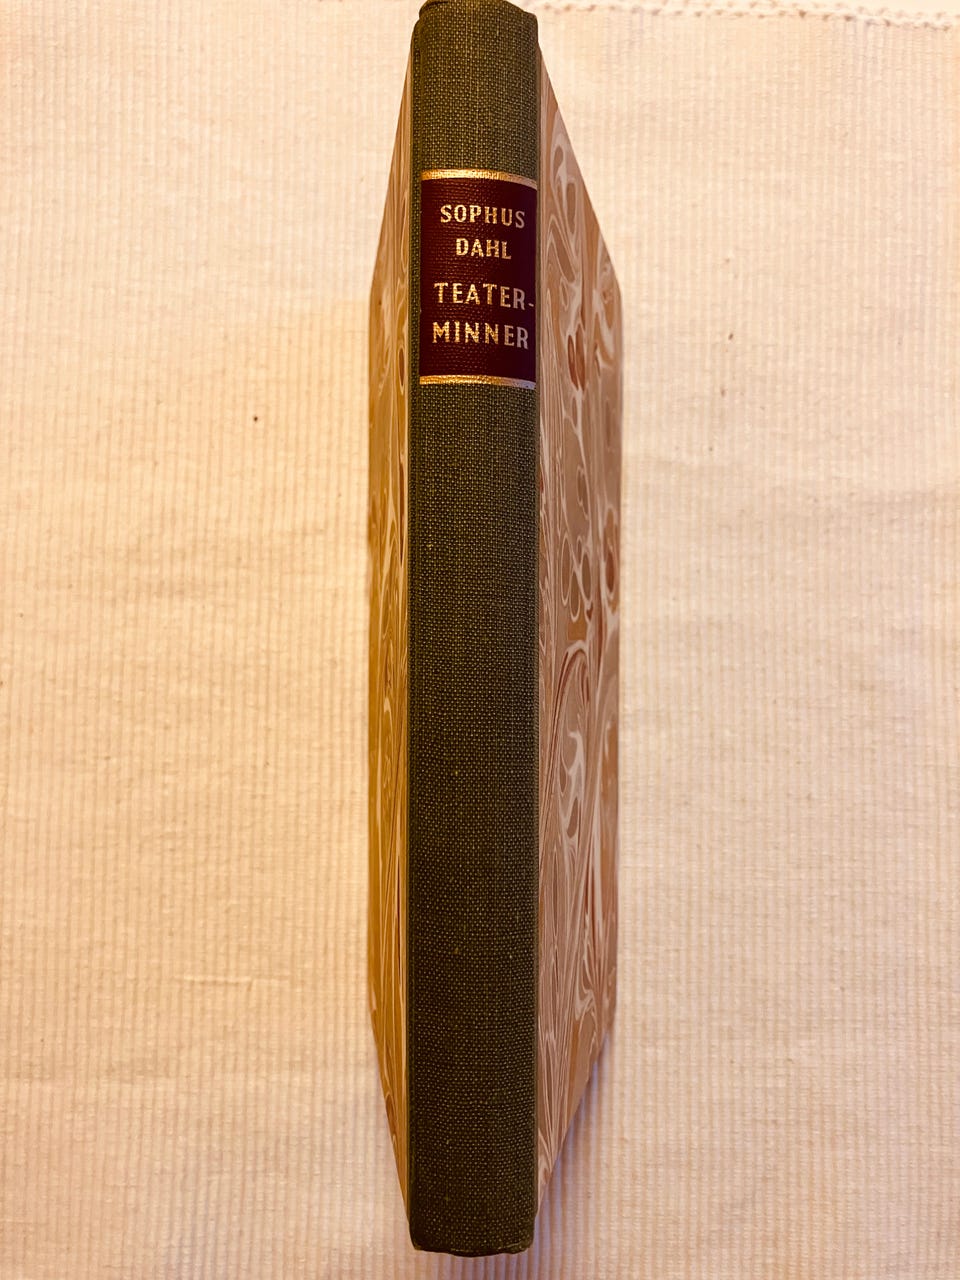 SOPHUS
DAHL
TEATER-
MINNER